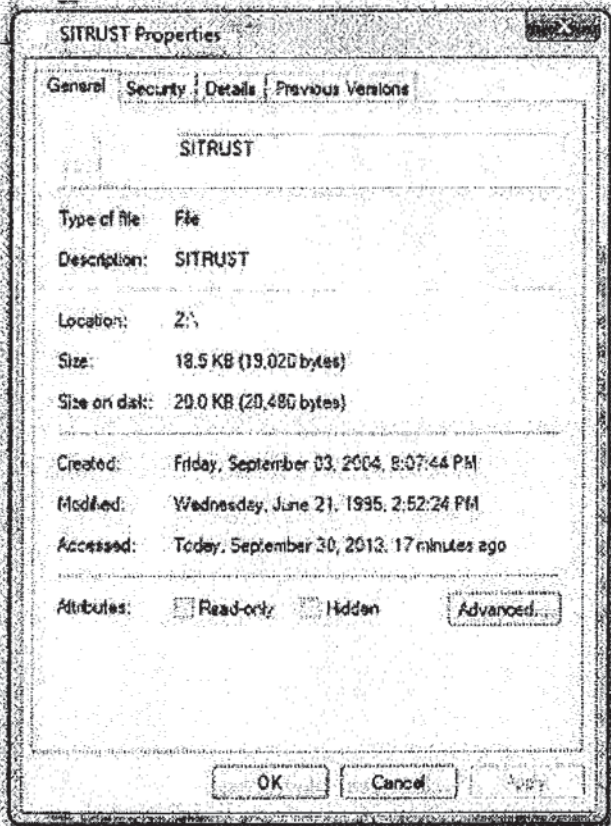 SITRUST Properties
General Security Details Previous Versions
SITRUST
Type of file: File
Description: SITRUST
Location: Z:\
Size: 18.5 KB (19,020 bytes)
Size on disk: 20.0 KB (20,480 bytes)
Created: Friday, September 03, 2004, 8:07:44 PM
Modified: Wednesday, June 21, 1995, 2:52:24 PM
Accessed: Today, September 30, 2013, 17 minutes ago
Attributes: Read-only Hidden Advanced...
OK Cancel Apply